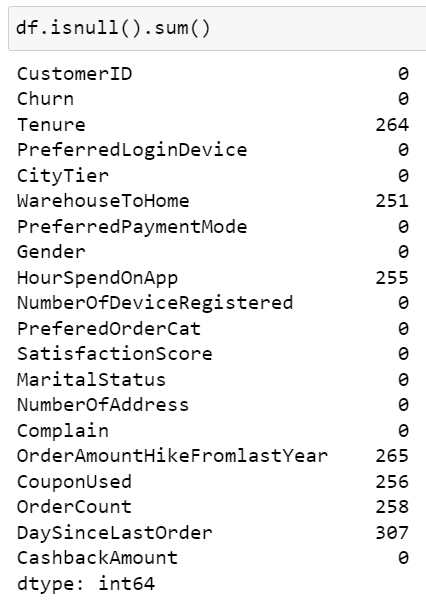 df.isnull().sum()
CustomerID 0
Churn 0
Tenure 264
PreferredLoginDevice 0
CityTier 0
WarehouseToHome 251
PreferredPaymentMode 0
Gender 0
HourSpendOnApp 255
NumberOfDeviceRegistered 0
PreferedOrderCat 0
SatisfactionScore 0
MaritalStatus 0
NumberOfAddress 0
Complain 0
OrderAmountHikeFromlastYear 265
CouponUsed 256
OrderCount 258
DaySinceLastOrder 307
CashbackAmount 0
dtype: int64